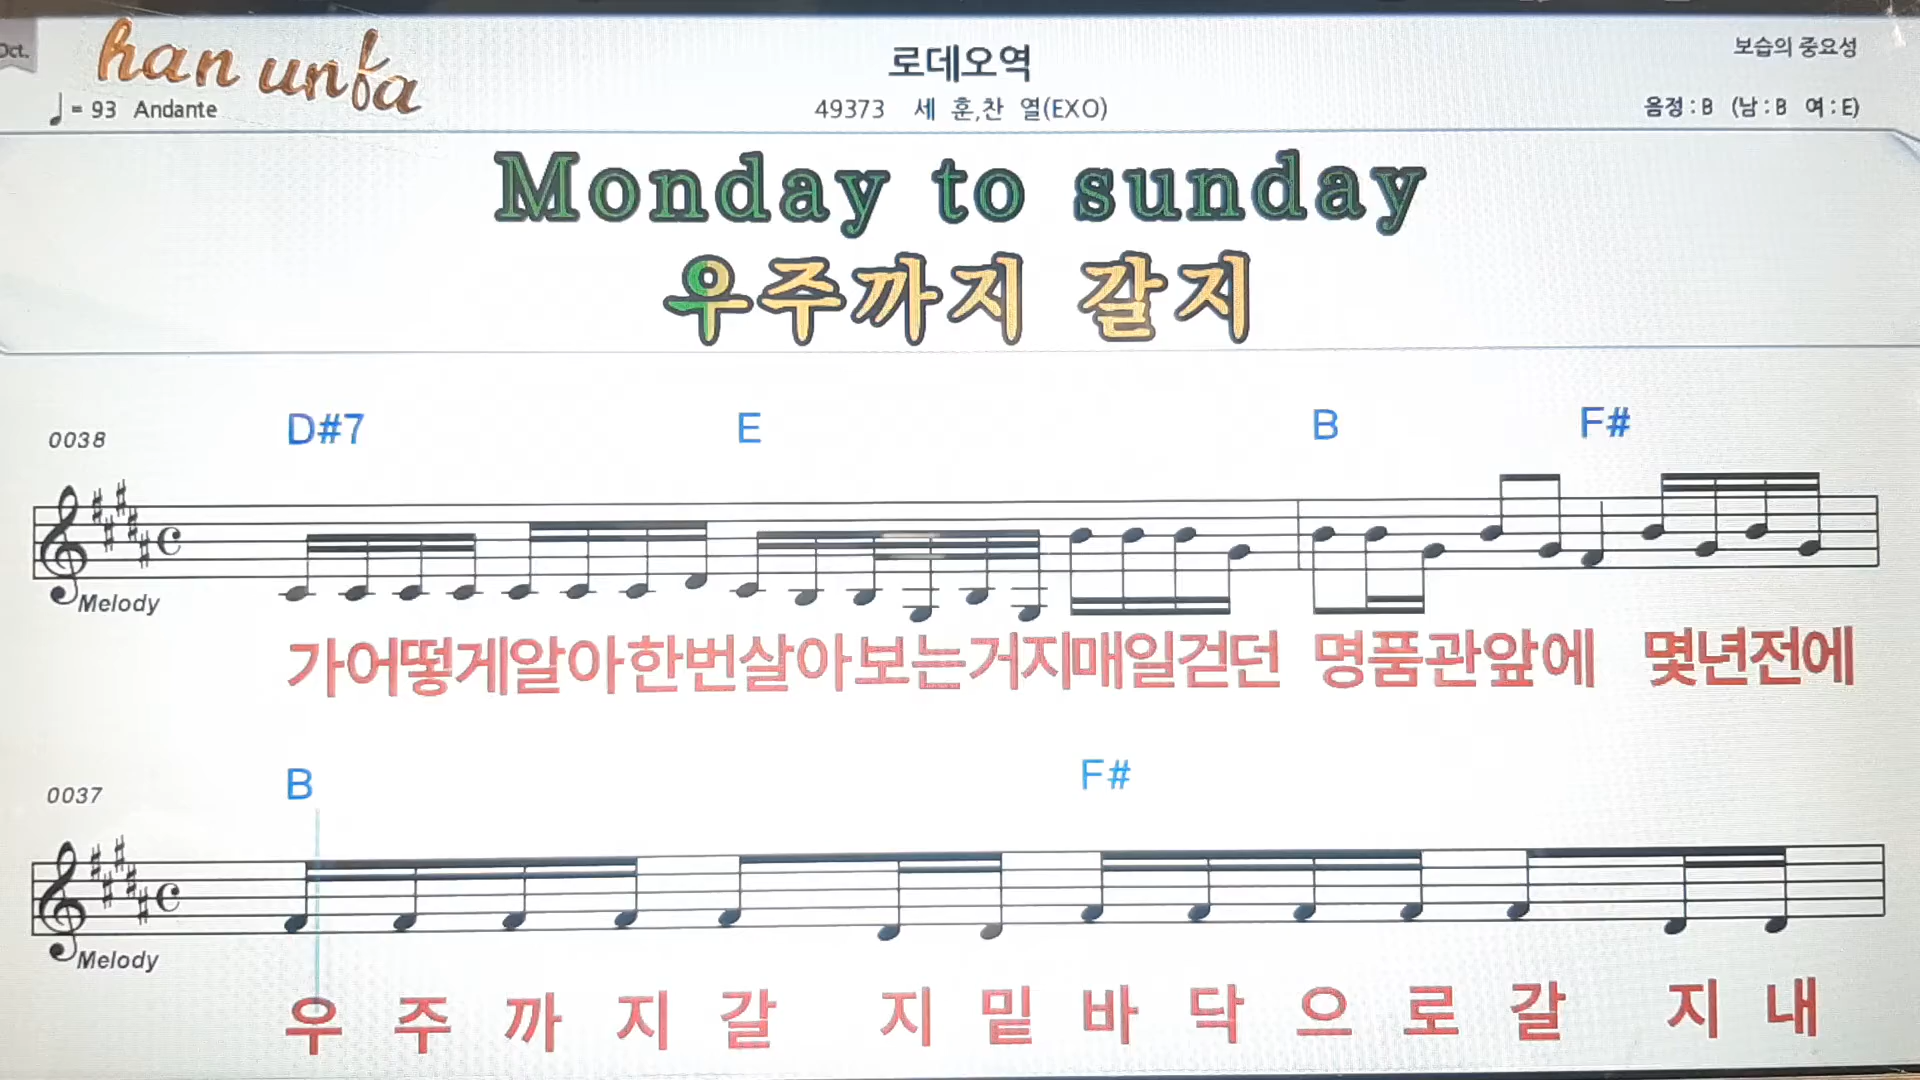 Oct.
han unfa
로데오역
보습의 중요성
♩ = 93 Andante
49373 세 훈,찬 열(EXO)
음정 : B (남 : B 여 : E)
Monday to sunday
우주까지 갈지
D#7 E B F#
0038
Melody
가어떻게알아한번살아보는거지매일걷던 명품관앞에 몇년전에
B F#
0037
Melody
우 주 까 지 갈 지 밑 바 닥 으 로 갈 지 내